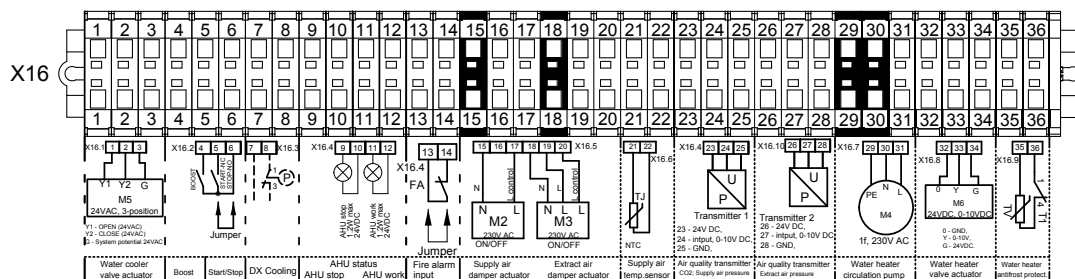 1 2 3 4 5 6 7 8 9 10 11 12 13 14 15 16 17 18 19 20 21 22 23 24 25 26 27 28 29 30 31 32 33 34 35 36
X16
1 2 3 4 5 6 7 8 9 10 11 12 13 14 15 16 17 18 19 20 21 22 23 24 25 26 27 28 29 30 31 32 33 34 35 36
X16.1 1 2 3
Y1 Y2 G
M5
24VAC, 3-position
Y1 - OPEN (24VAC)
Y2 - CLOSE (24VAC)
G - System potential 24VAC
Water cooler
valve actuator
X16.2 4 5 6
BOOST
START-NC
STOP-NO
Jumper
Boost
Start/Stop
7 8 X16.3
1
3
P
DX Cooling
X16.4 9 10 11 12
AHU stop
1.2W max
24VDC
AHU work
1.2W max
24VDC
AHU status
AHU stop AHU work
13 14
X16.4
FA
Jumper
Fire alarm
input
15 16 17 18 19 20 X16.5
N
L control
N
L
L control
N L
M2
230V AC
ON/OFF
N L L
M3
230V AC
ON/OFF
Supply air
damper actuator
Extract air
damper actuator
21 22
X16.6
TJ
NTC
Supply air
temp.sensor
X16.4
23 24 25
U
P
Transmitter 1
23 - 24V DC,
24 - intput, 0-10V DC,
25 - GND,
Air quality transmitter
CO2; Supply air pressure
X16.10
26 27 28
U
P
Transmitter 2
26 - 24V DC,
27 - intput, 0-10V DC
28 - GND,
Air quality transmitter
Extract air pressure
X16.7
29 30 31
PE N L
M4
1f, 230V AC
Water heater
circulation pump
X16.8
32 33 34
0 Y G
M6
24VDC, 0-10VDC
0 - GND,
Y - 0-10V,
G - 24VDC.
Water heater
valve actuator
X16.9
35 36
TV
1
4
T1
Water heater
antifrost protect